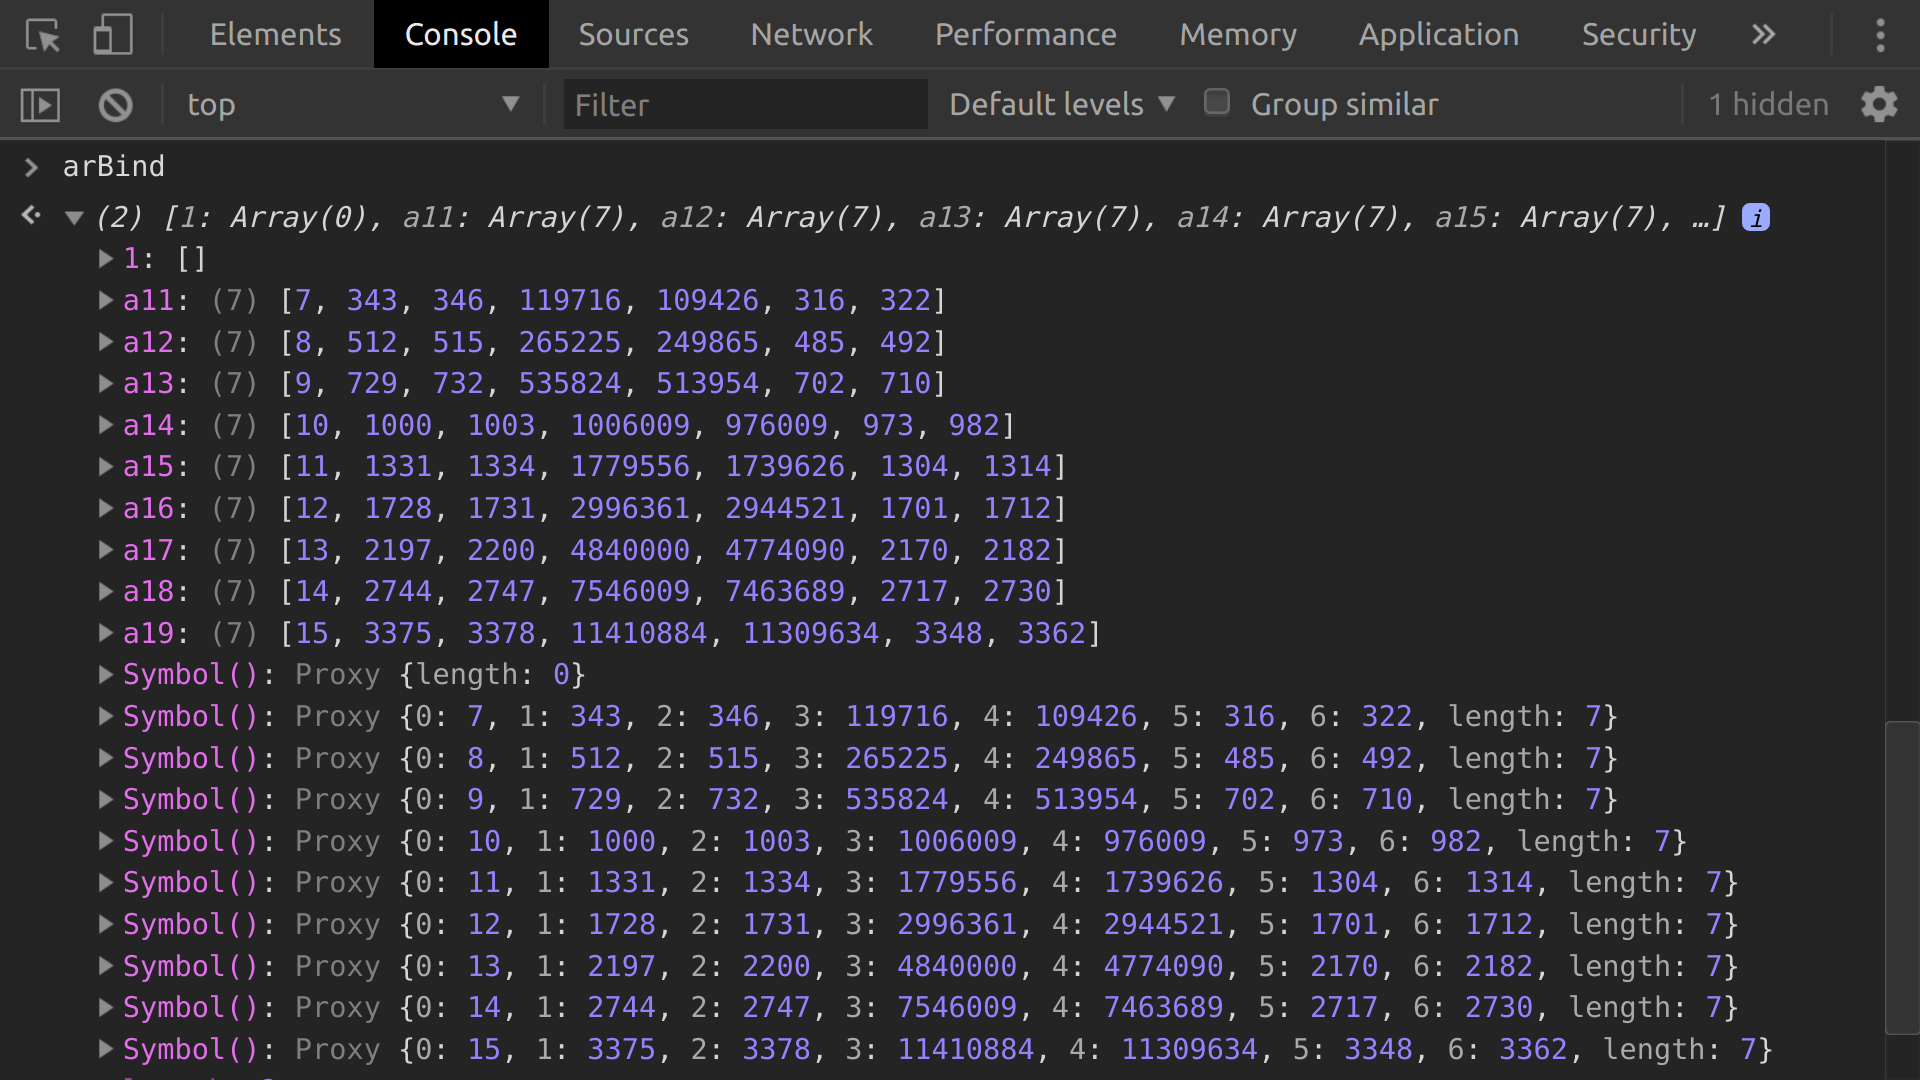 Elements Console Sources Network Performance Memory Application Security
top Filter Default levels Group similar 1 hidden
arBind
(2) [1: Array(0), a11: Array(7), a12: Array(7), a13: Array(7), a14: Array(7), a15: Array(7), …] i
1: []
a11: (7) [7, 343, 346, 119716, 109426, 316, 322]
a12: (7) [8, 512, 515, 265225, 249865, 485, 492]
a13: (7) [9, 729, 732, 535824, 513954, 702, 710]
a14: (7) [10, 1000, 1003, 1006009, 976009, 973, 982]
a15: (7) [11, 1331, 1334, 1779556, 1739626, 1304, 1314]
a16: (7) [12, 1728, 1731, 2996361, 2944521, 1701, 1712]
a17: (7) [13, 2197, 2200, 4840000, 4774090, 2170, 2182]
a18: (7) [14, 2744, 2747, 7546009, 7463689, 2717, 2730]
a19: (7) [15, 3375, 3378, 11410884, 11309634, 3348, 3362]
Symbol(): Proxy {length: 0}
Symbol(): Proxy {0: 7, 1: 343, 2: 346, 3: 119716, 4: 109426, 5: 316, 6: 322, length: 7}
Symbol(): Proxy {0: 8, 1: 512, 2: 515, 3: 265225, 4: 249865, 5: 485, 6: 492, length: 7}
Symbol(): Proxy {0: 9, 1: 729, 2: 732, 3: 535824, 4: 513954, 5: 702, 6: 710, length: 7}
Symbol(): Proxy {0: 10, 1: 1000, 2: 1003, 3: 1006009, 4: 976009, 5: 973, 6: 982, length: 7}
Symbol(): Proxy {0: 11, 1: 1331, 2: 1334, 3: 1779556, 4: 1739626, 5: 1304, 6: 1314, length: 7}
Symbol(): Proxy {0: 12, 1: 1728, 2: 1731, 3: 2996361, 4: 2944521, 5: 1701, 6: 1712, length: 7}
Symbol(): Proxy {0: 13, 1: 2197, 2: 2200, 3: 4840000, 4: 4774090, 5: 2170, 6: 2182, length: 7}
Symbol(): Proxy {0: 14, 1: 2744, 2: 2747, 3: 7546009, 4: 7463689, 5: 2717, 6: 2730, length: 7}
Symbol(): Proxy {0: 15, 1: 3375, 2: 3378, 3: 11410884, 4: 11309634, 5: 3348, 6: 3362, length: 7}